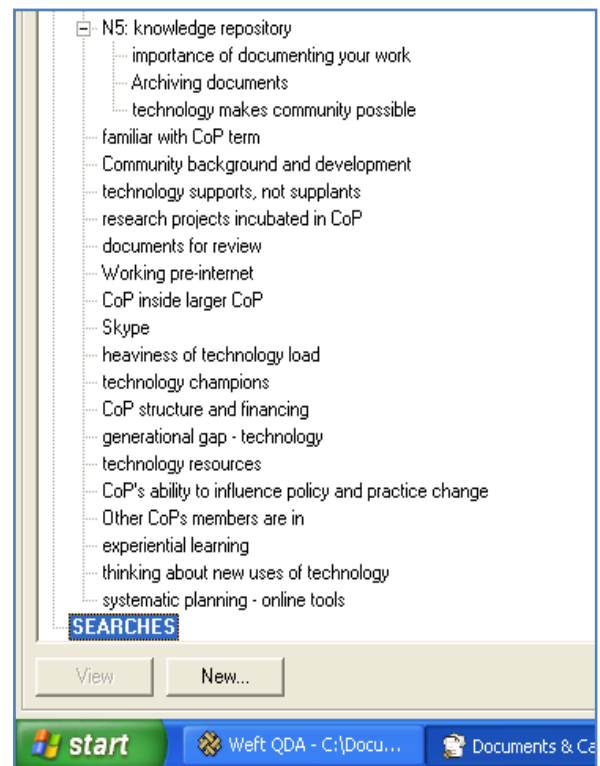 N5: knowledge repository
importance of documenting your work
Archiving documents
technology makes community possible
familiar with CoP term
Community background and development
technology supports, not supplants
research projects incubated in CoP
documents for review
Working pre-internet
CoP inside larger CoP
Skype
heaviness of technology load
technology champions
CoP structure and financing
generational gap - technology
technology resources
CoP's ability to influence policy and practice change
Other CoPs members are in
experiential learning
thinking about new uses of technology
systematic planning - online tools
SEARCHES
View New...
start Weft QDA - C:\Docu... Documents & Ca